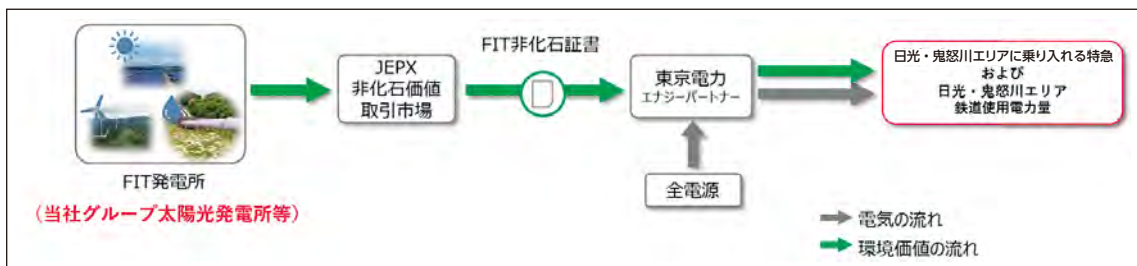 FIT発電所
(当社グループ太陽光発電所等)
JEPX
非化石価値
取引市場
FIT非化石証書
東京電力
エナジーパートナー
全電源
日光・鬼怒川エリアに乗り入れる特急
および
日光・鬼怒川エリア
鉄道使用電力量
電気の流れ
環境価値の流れ